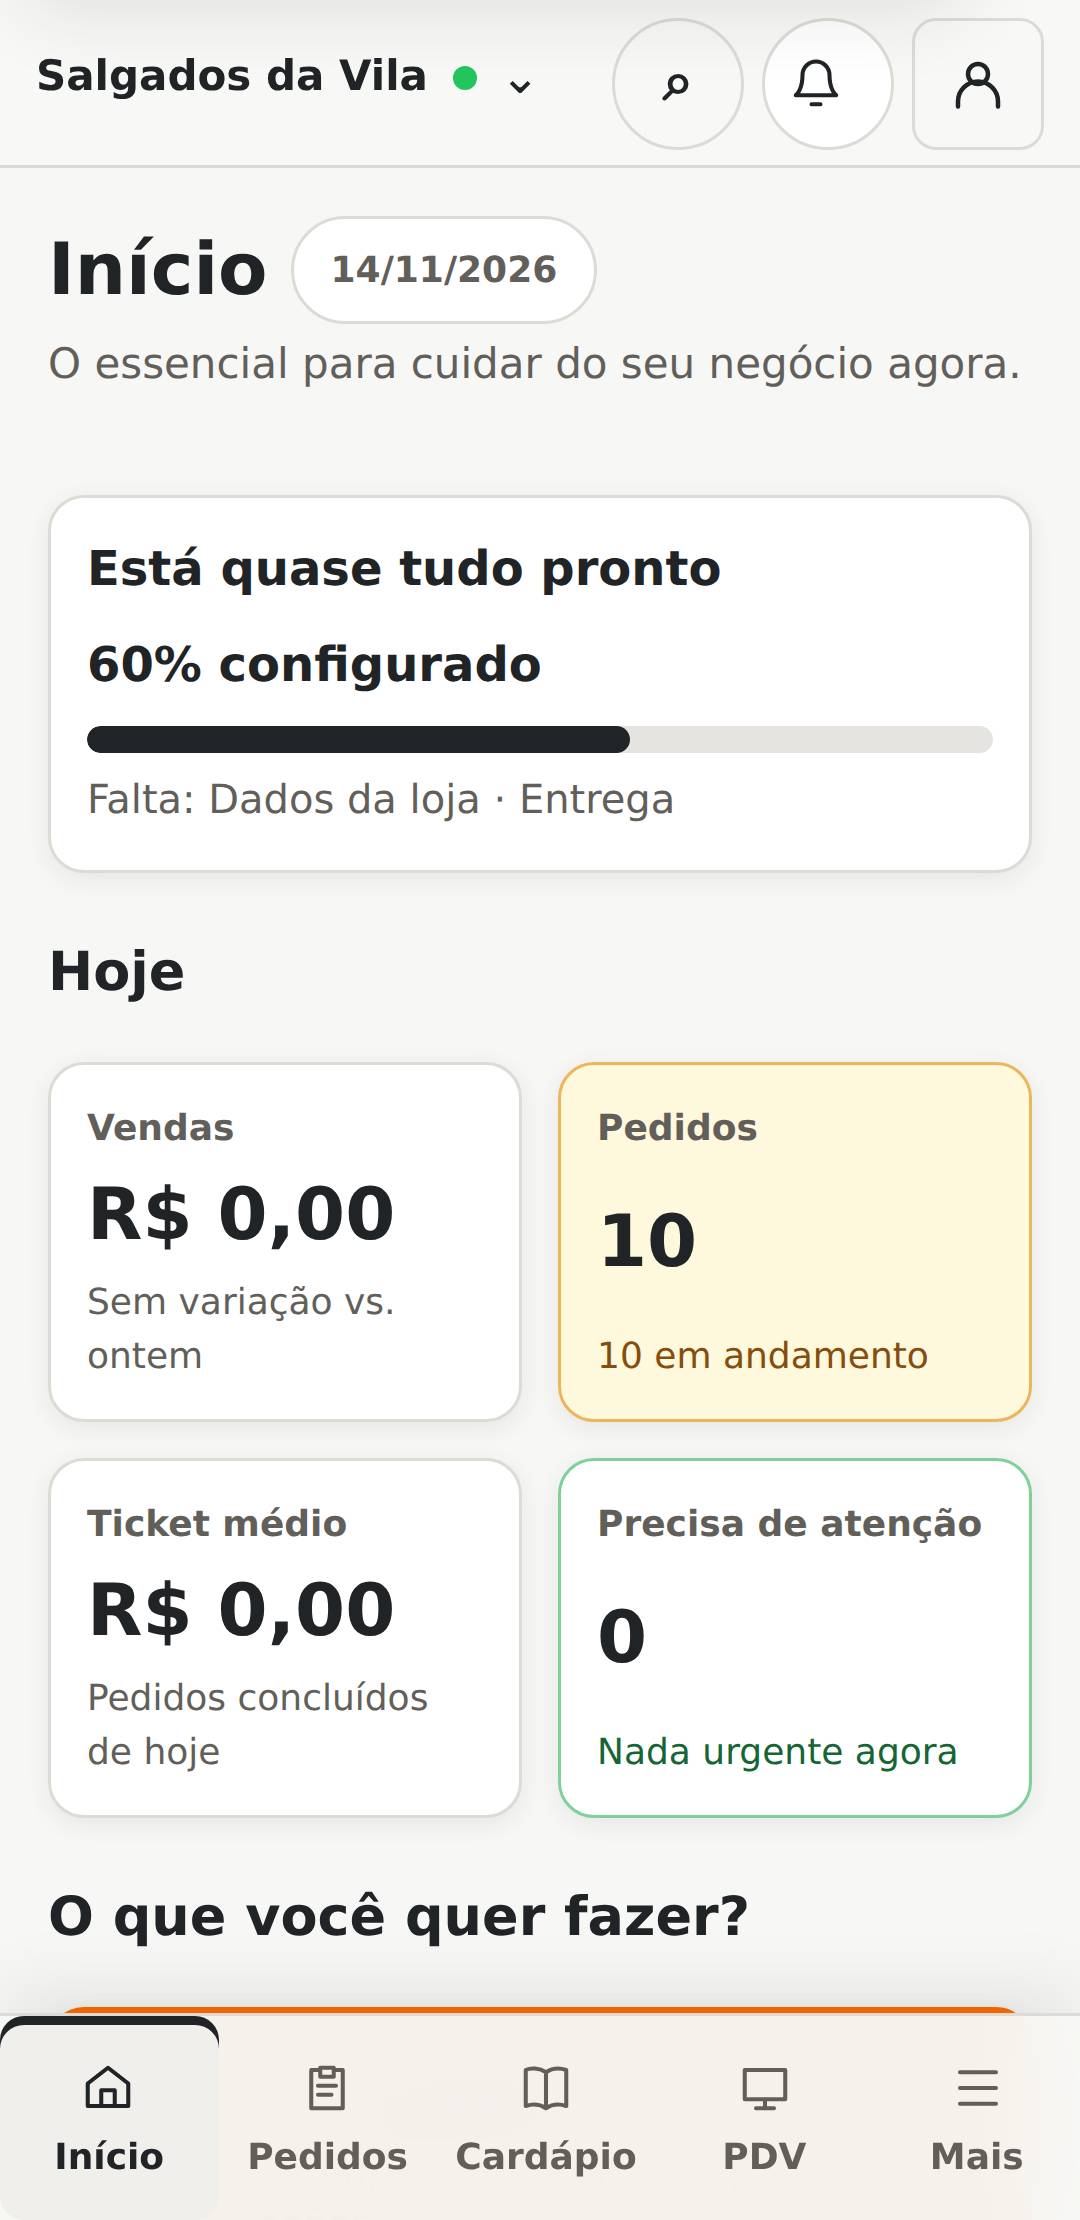 Salgados da Vila
Início
14/11/2026
O essencial para cuidar do seu negócio agora.
Está quase tudo pronto
60% configurado
Falta: Dados da loja · Entrega
Hoje
Vendas
R$ 0,00
Sem variação vs.
ontem
Pedidos
10
10 em andamento
Ticket médio
R$ 0,00
Pedidos concluídos
de hoje
Precisa de atenção
0
Nada urgente agora
O que você quer fazer?
Início
Pedidos
Cardápio
PDV
Mais